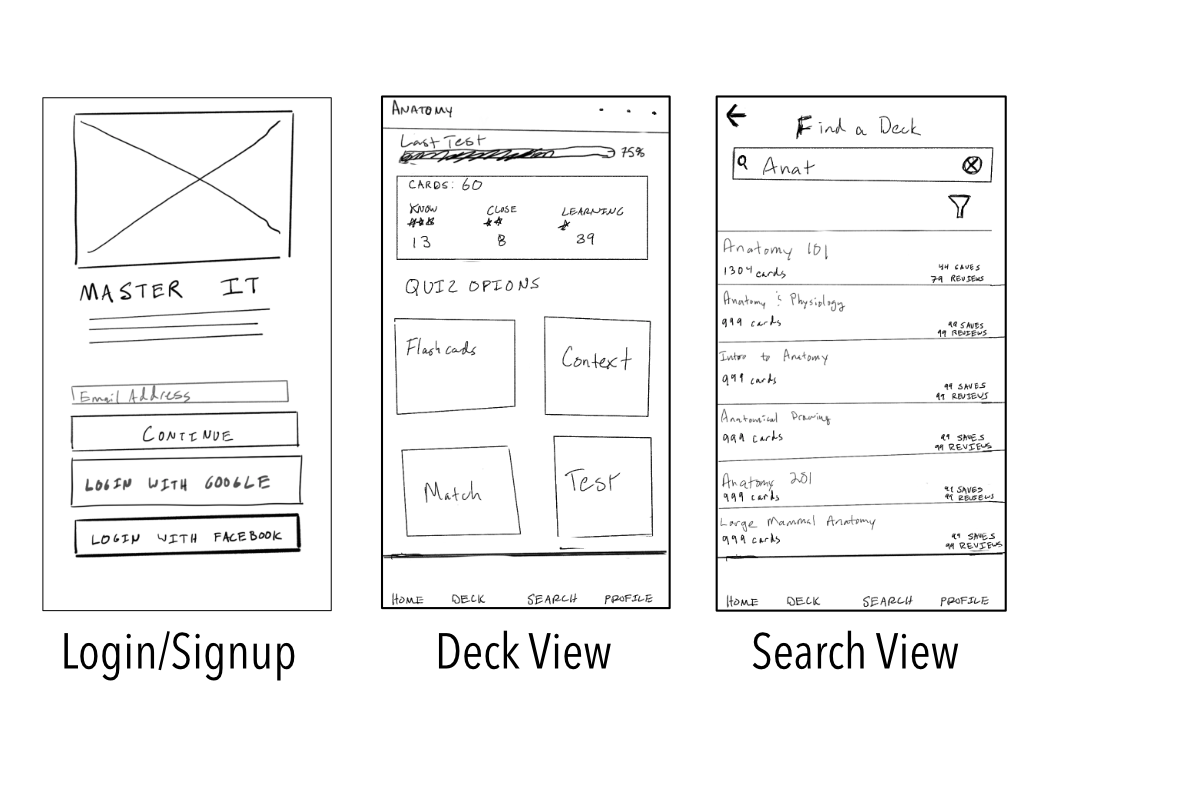 MASTER IT
Email Address
CONTINUE
LOGIN WITH GOOGLE
LOGIN WITH FACEBOOK
Login/Signup
ANATOMY
Last Test
75%
CARDS: 60
KNOW CLOSE LEARNING
13 8 39
QUIZ OPIONS
Flashcards
Context
Match
Test
HOME DECK SEARCH PROFILE
Deck View
Find a Deck
Anat
Anatomy 101
1304 cards
44 SAVES
79 REVIEWS
Anatomy & Physiology
999 cards
99 SAVES
99 REVIEWS
Intro to Anatomy
999 cards
99 SAVES
99 REVIEWS
Anatomical Drawing
999 cards
99 SAVES
99 REVIEWS
Anatomy 201
999 cards
91 SAVES
99 REVIEWS
Large Mammal Anatomy
999 cards
99 SAVES
99 REVIEWS
HOME DECK SEARCH PROFILE
Search View